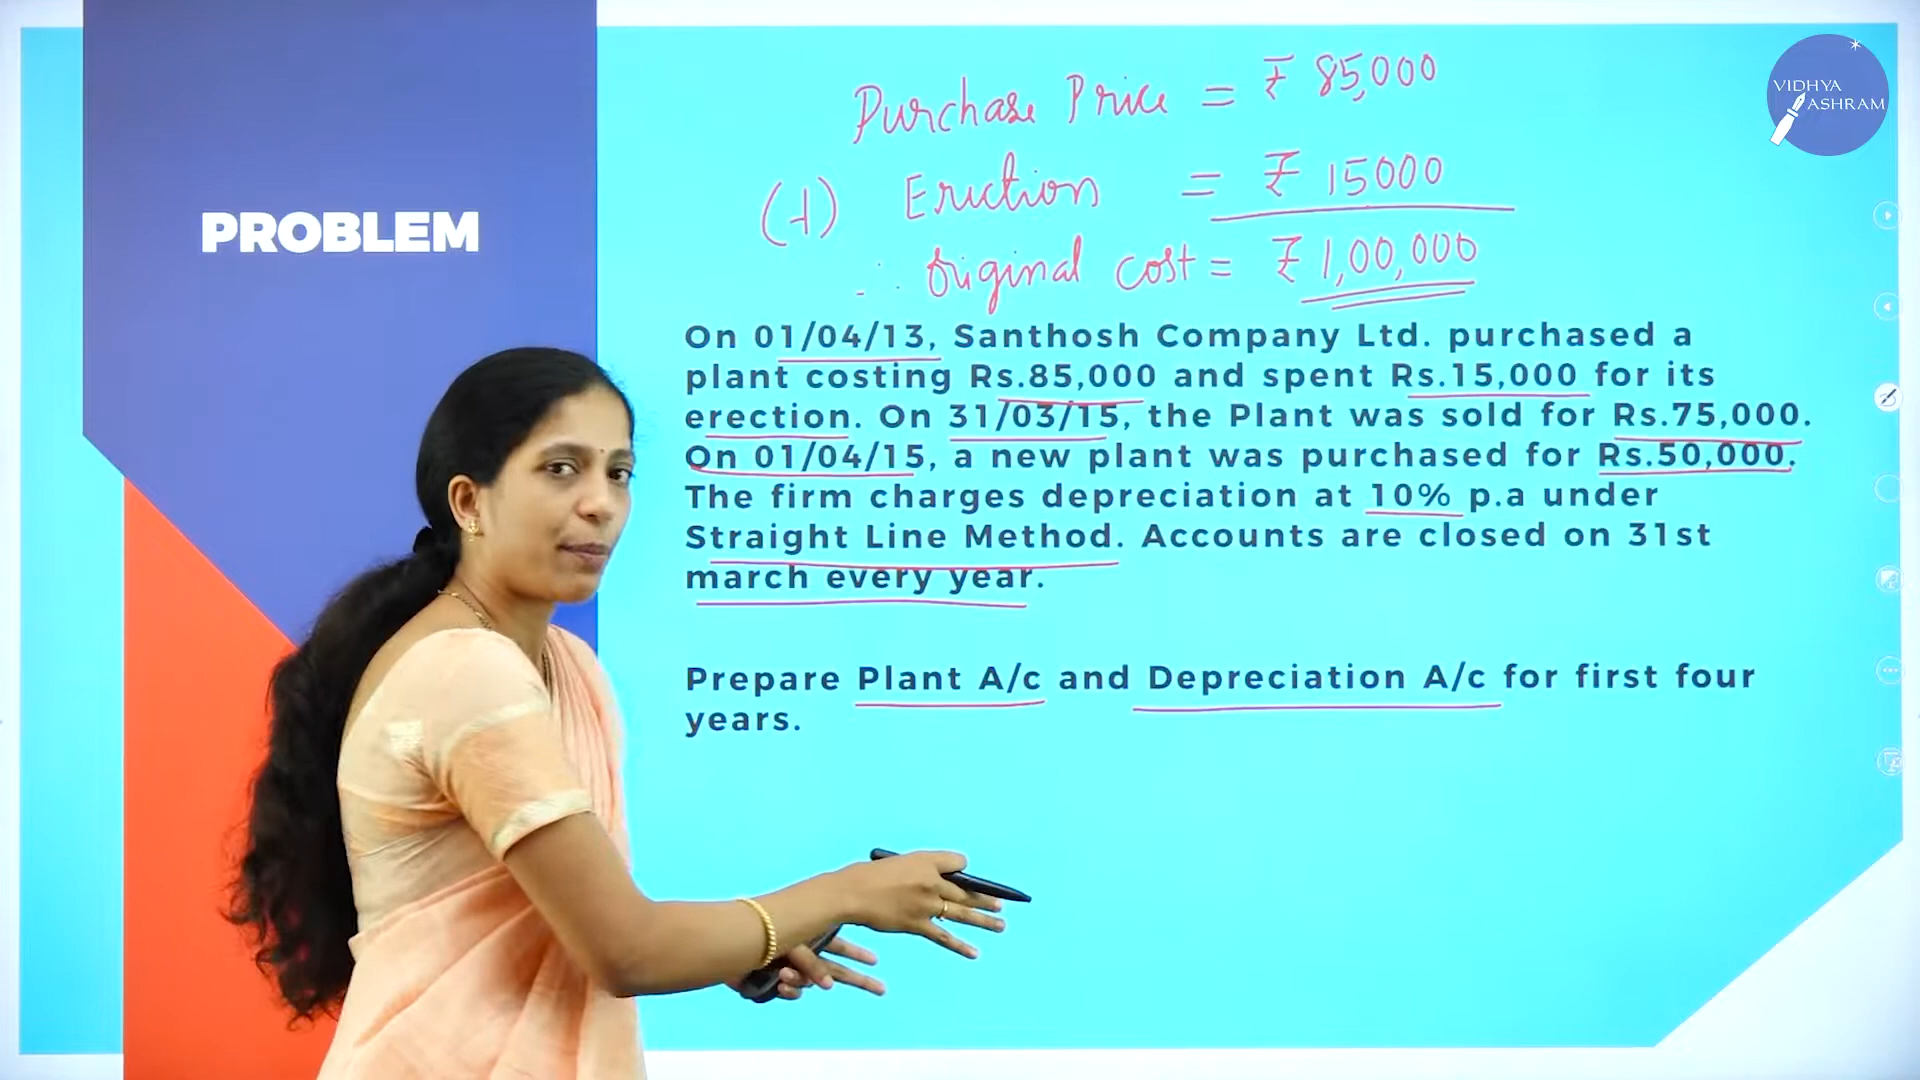 Purchase Price = ₹ 85,000
(+) Erection = ₹ 15000
∴ Original cost = ₹ 1,00,000
VIDHYA
ASHRAM
PROBLEM
On 01/04/13, Santhosh Company Ltd. purchased a
plant costing Rs.85,000 and spent Rs.15,000 for its
erection. On 31/03/15, the Plant was sold for Rs.75,000.
On 01/04/15, a new plant was purchased for Rs.50,000.
The firm charges depreciation at 10% p.a under
Straight Line Method. Accounts are closed on 31st
march every year.
Prepare Plant A/c and Depreciation A/c for first four
years.